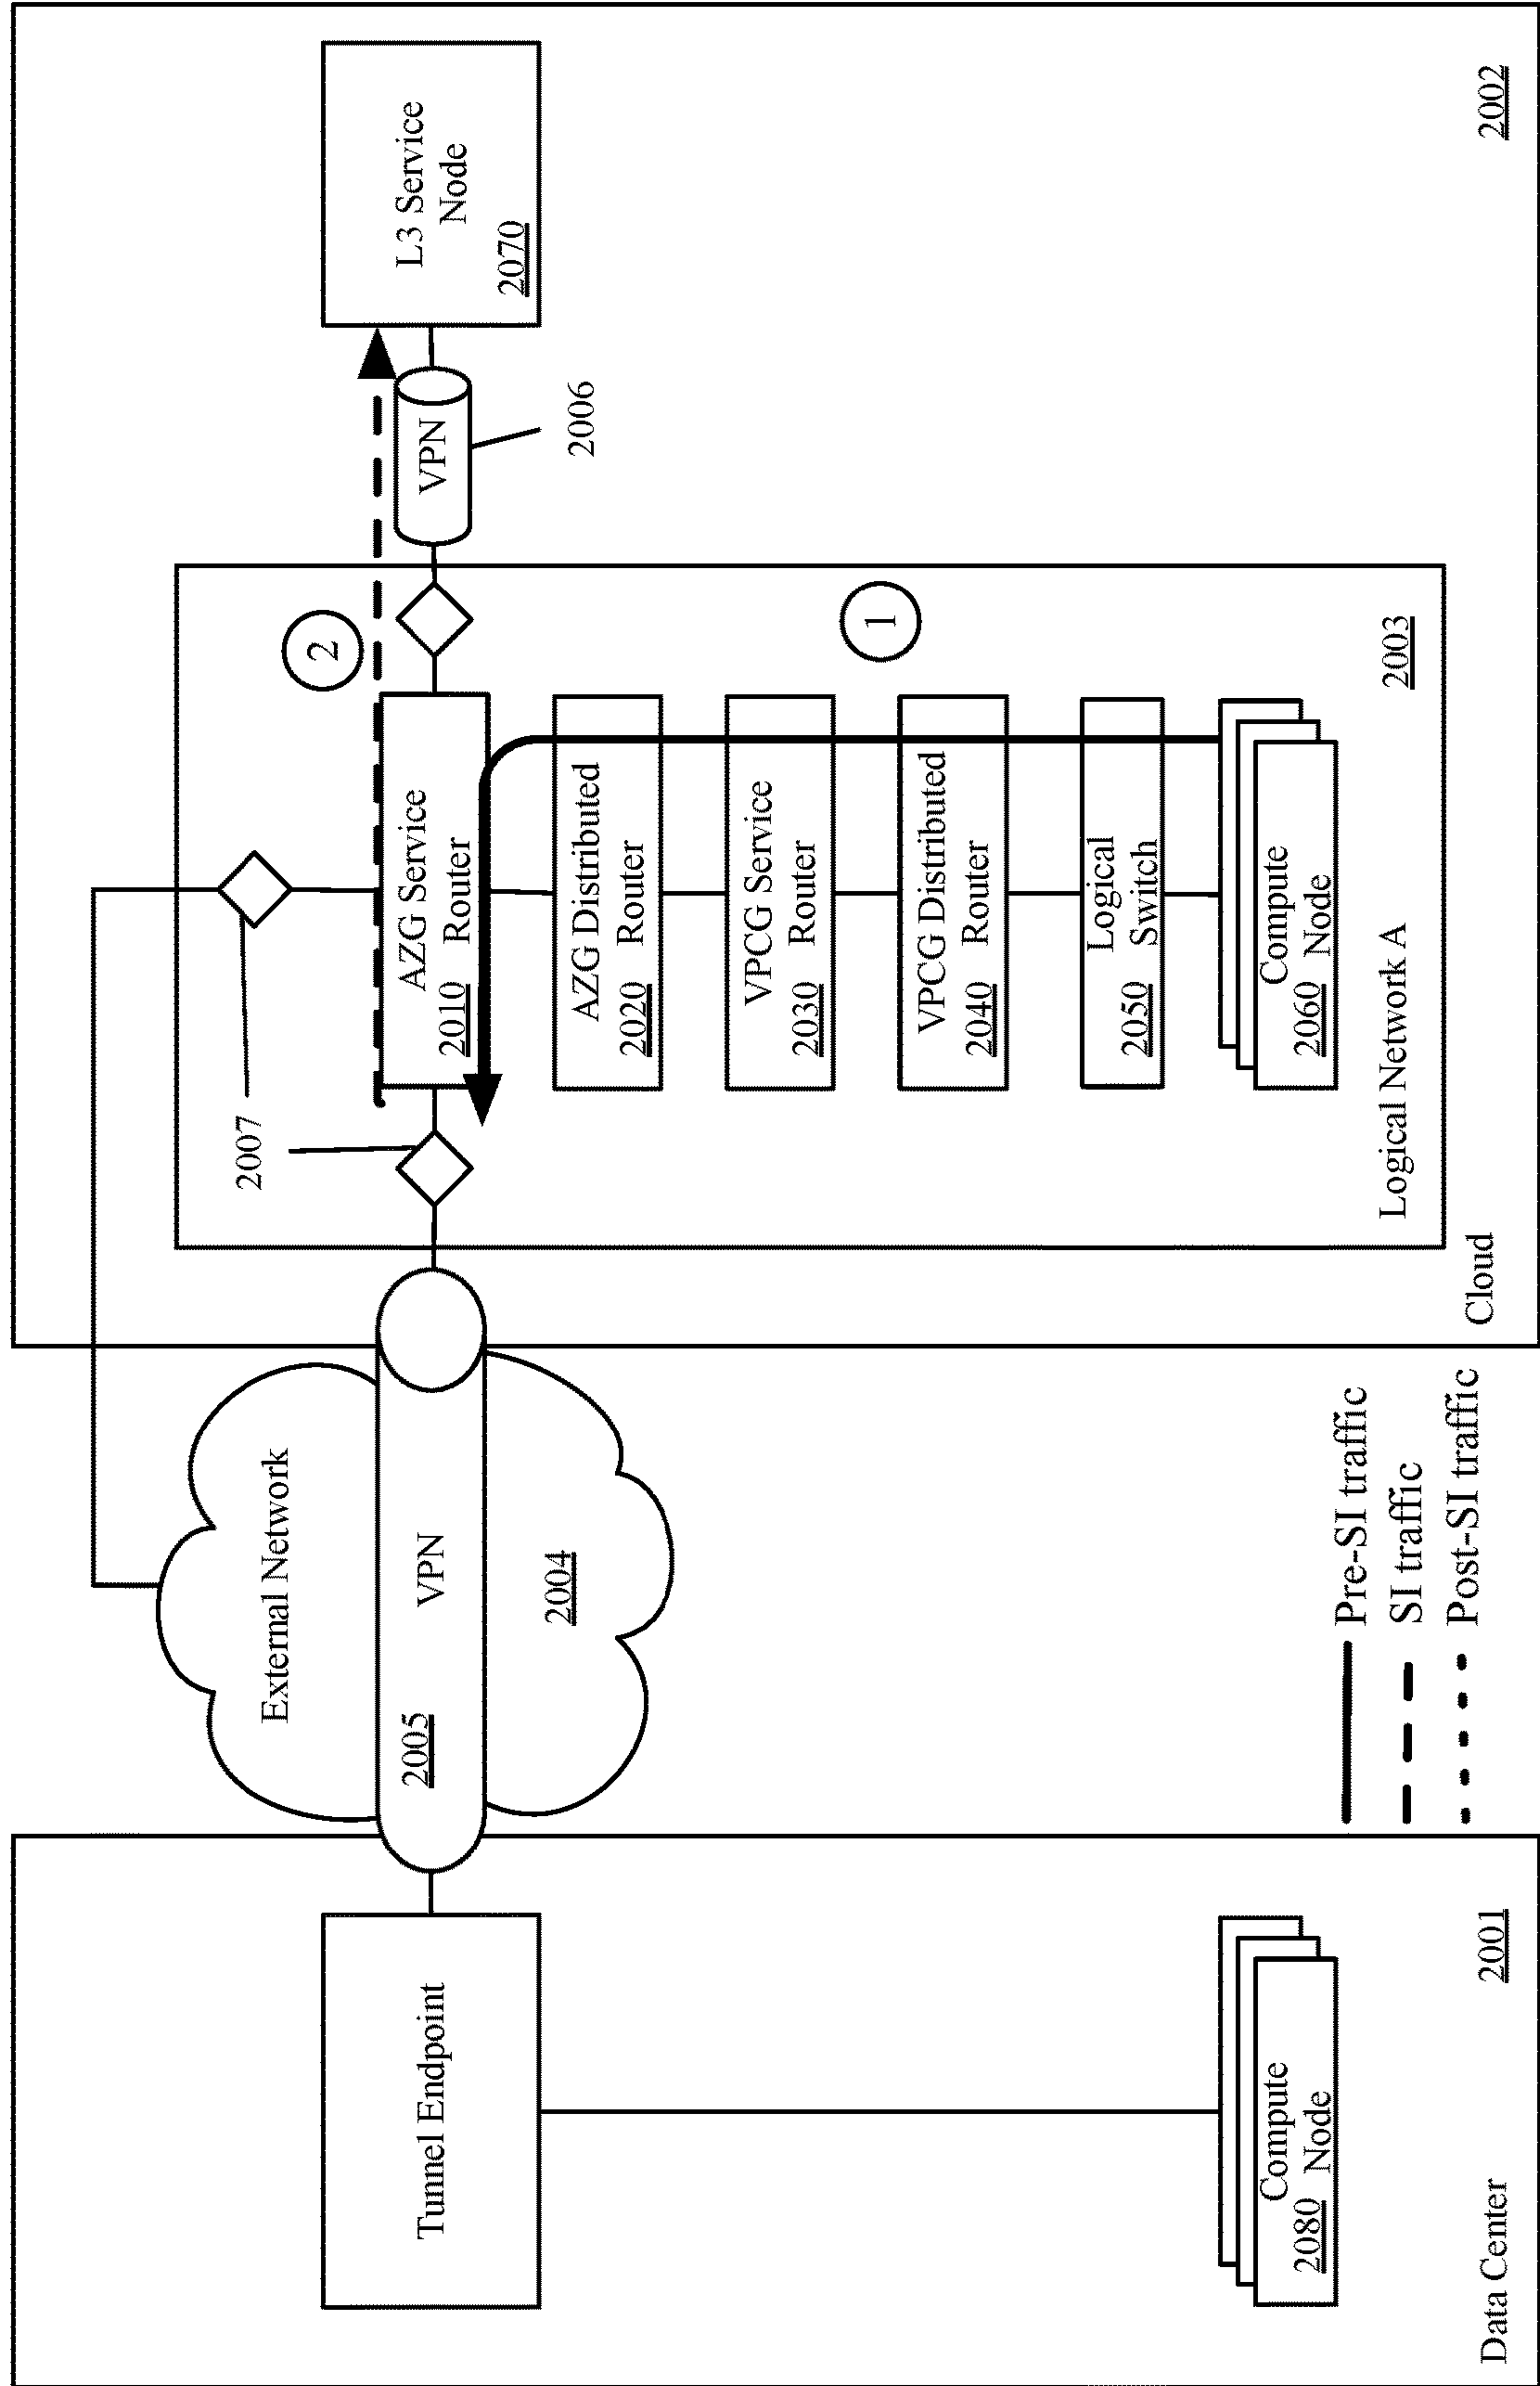 Data Center
2001
Tunnel Endpoint
Compute
2080 Node
External Network
VPN
2005
2004
Pre-SI traffic
SI traffic
Post-SI traffic
Cloud
2002
Logical Network A
2003
2007
AZG Service
2010 Router
AZG Distributed
2020 Router
VPCG Service
2030 Router
VPCG Distributed
2040 Router
Logical
2050 Switch
Compute
2060 Node
1
2
VPN
2006
L3 Service
Node
2070